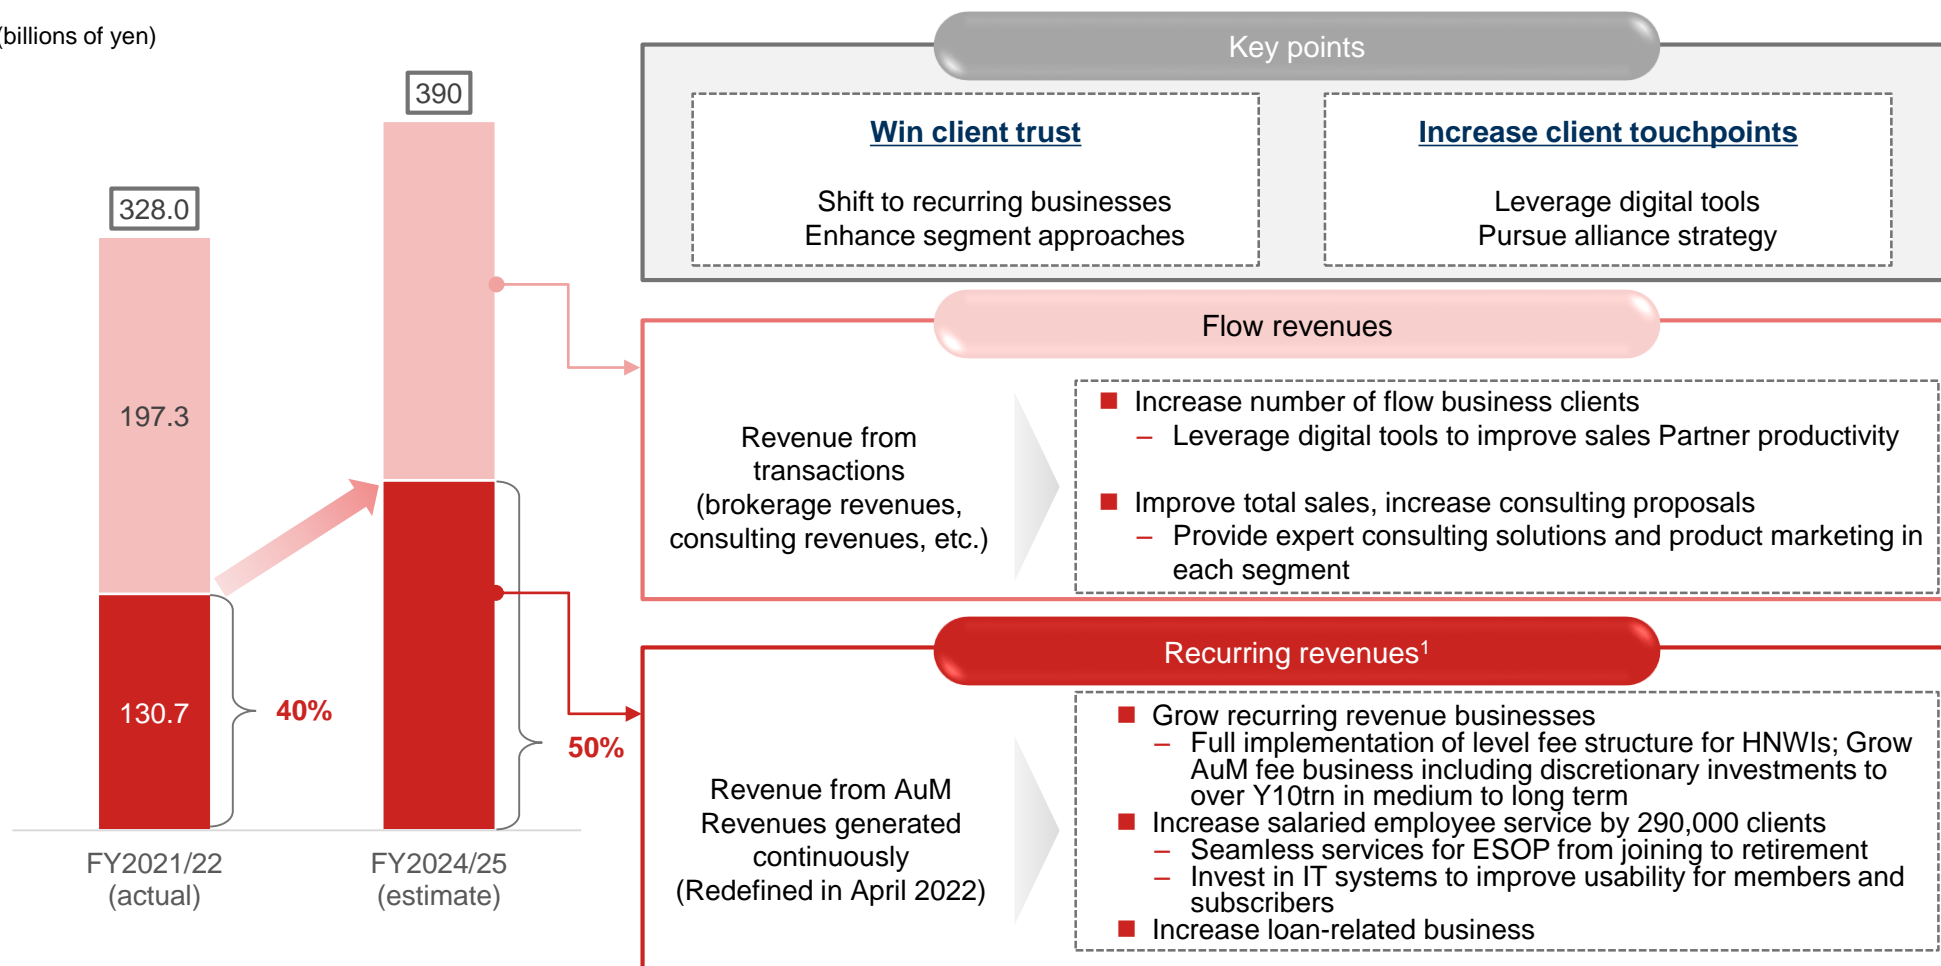 (billions of yen)
390
328.0
197.3
130.7
40%
50%
FY2021/22
(actual)
FY2024/25
(estimate)
Key points
Win client trust
Shift to recurring businesses
Enhance segment approaches
Increase client touchpoints
Leverage digital tools
Pursue alliance strategy
Flow revenues
Revenue from
transactions
(brokerage revenues,
consulting revenues, etc.)
■ Increase number of flow business clients
– Leverage digital tools to improve sales Partner productivity
■ Improve total sales, increase consulting proposals
– Provide expert consulting solutions and product marketing in
each segment
Recurring revenues¹
Revenue from AuM
Revenues generated
continuously
(Redefined in April 2022)
■ Grow recurring revenue businesses
– Full implementation of level fee structure for HNWIs; Grow
AuM fee business including discretionary investments to
over Y10trn in medium to long term
■ Increase salaried employee service by 290,000 clients
– Seamless services for ESOP from joining to retirement
– Invest in IT systems to improve usability for members and
subscribers
■ Increase loan-related business